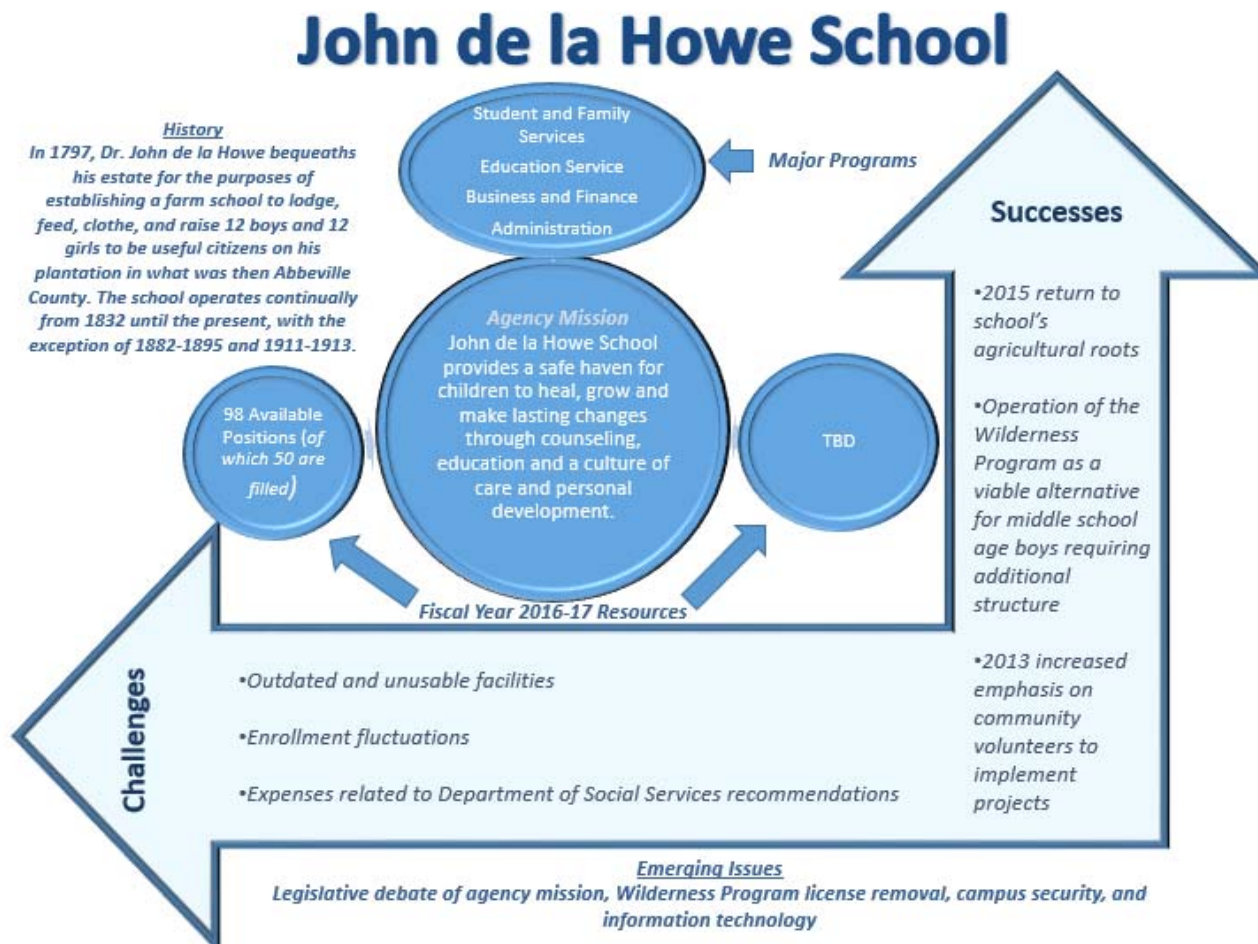 John de la Howe School
History
In 1797, Dr. John de la Howe bequeaths
his estate for the purposes of
establishing a farm school to lodge,
feed, clothe, and raise 12 boys and 12
girls to be useful citizens on his
plantation in what was then Abbeville
County. The school operates continually
from 1832 until the present, with the
exception of 1882-1895 and 1911-1913.
Student and Family
Services
Education Service
Business and Finance
Administration
Major Programs
Agency Mission
John de la Howe School
provides a safe haven for
children to heal, grow and
make lasting changes
through counseling,
education and a culture of
care and personal
development.
98 Available
Positions (of
which 50 are
filled)
TBD
Fiscal Year 2016-17 Resources
Successes
•2015 return to
school's
agricultural roots
•Operation of the
Wilderness
Program as a
viable alternative
for middle school
age boys requiring
additional
structure
•2013 increased
emphasis on
community
volunteers to
implement
projects
Challenges
•Outdated and unusable facilities
•Enrollment fluctuations
•Expenses related to Department of Social Services recommendations
Emerging Issues
Legislative debate of agency mission, Wilderness Program license removal, campus security, and
information technology